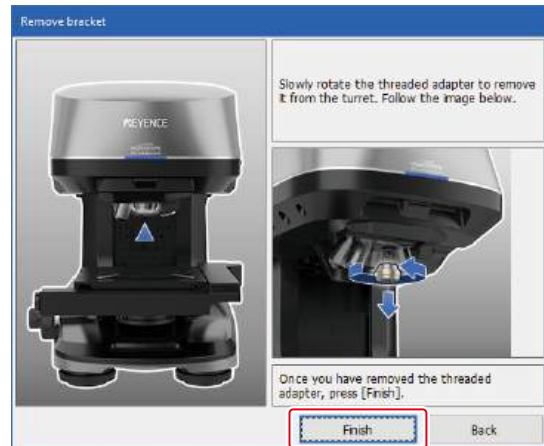 Remove bracket
Slowly rotate the threaded adapter to remove
it from the turret. Follow the image below.
KEYENCE
Once you have removed the threaded
adapter, press [Finish].
Finish
Back